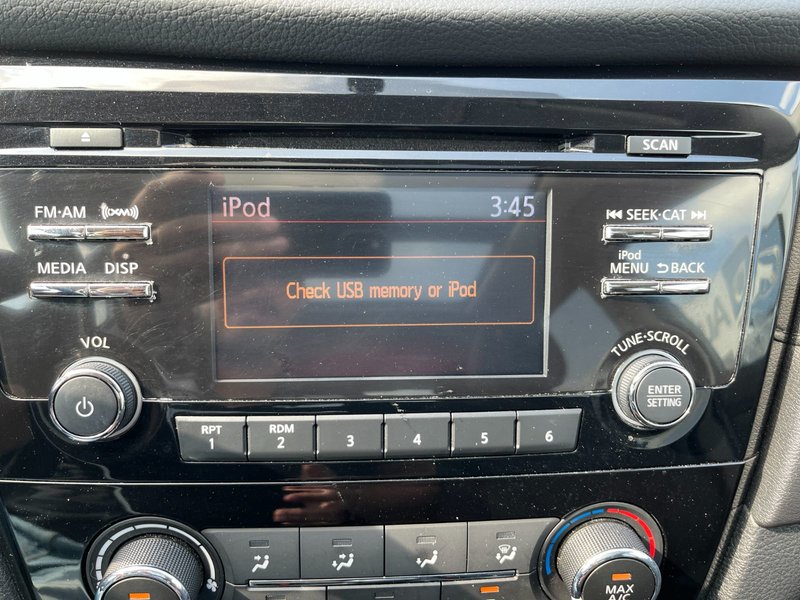 SCAN
FM·AM
iPod 3:45
SEEK·CAT
MEDIA DISP
iPod
MENU BACK
Check USB memory or iPod
VOL
TUNE·SCROLL
ENTER
SETTING
RPT
1
RDM
2
3
4
5
6
MAX
A/C